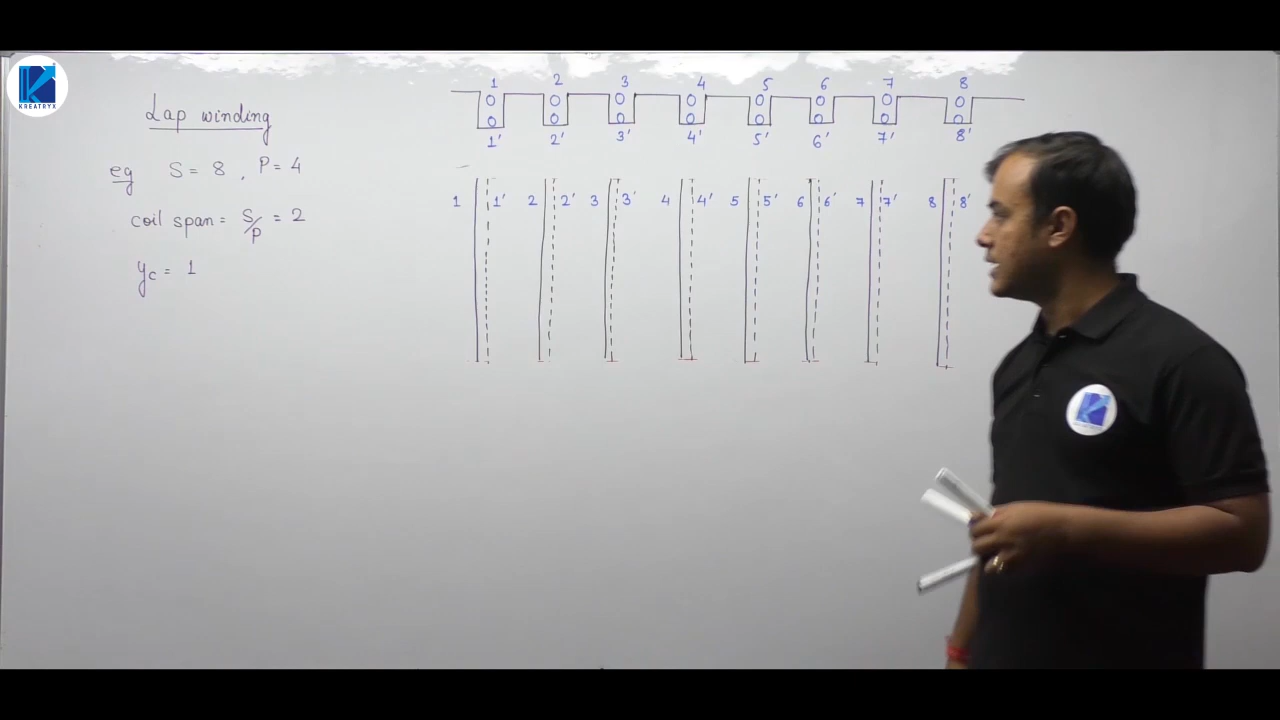 KREATRYX
Lap winding
eg S = 8 , P = 4
coil span = S/P = 2
yc = 1
1 2 3 4 5 6 7 8
1' 2' 3' 4' 5' 6' 7' 8'
1 1' 2 2' 3 3' 4 4' 5 5' 6 6' 7 7' 8 8'